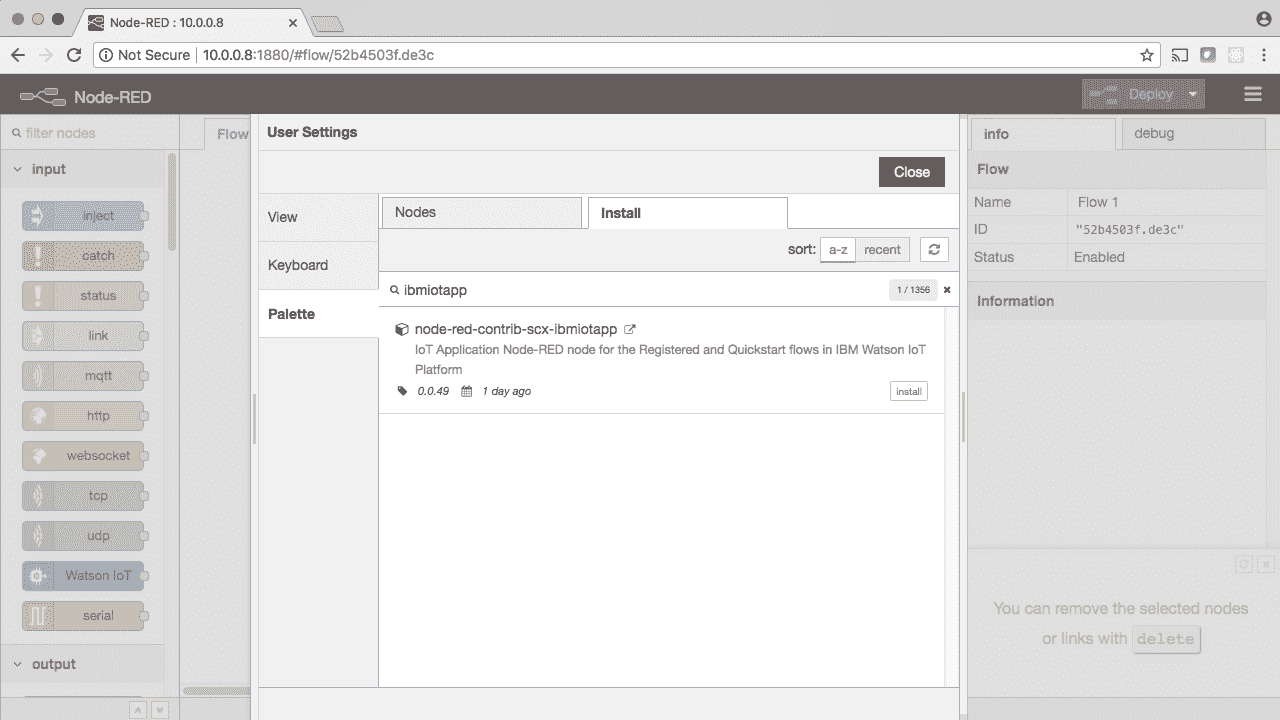 Node-RED : 10.0.0.8
Not Secure
10.0.0.8:1880/#flow/52b4503f.de3c
Node-RED
Deploy
filter nodes
input
inject
catch
status
link
mqtt
http
websocket
tcp
udp
Watson IoT
serial
output
Flow
User Settings
Close
View
Keyboard
Palette
Nodes
Install
sort: a-z recent
ibmiotapp
1 / 1356
node-red-contrib-scx-ibmiotapp
IoT Application Node-RED node for the Registered and Quickstart flows in IBM Watson IoT
Platform
0.0.49 1 day ago
install
info
debug
Flow
Name Flow 1
ID "52b4503f.de3c"
Status Enabled
Information
You can remove the selected nodes
or links with delete